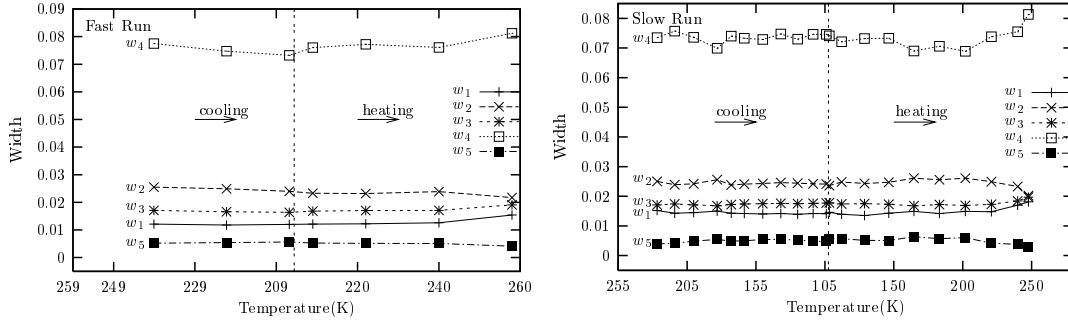 Fast Run
0.09
0.08
0.07
0.06
0.05
0.04
0.03
0.02
0.01
0
Width
w4
w2
w3
w1
w5
cooling
heating
w1
w2
w3
w4
w5
259 249 229 209 220 240 260
Temperature(K)
Slow Run
0.08
0.07
0.06
0.05
0.04
0.03
0.02
0.01
0
Width
w4
w2
w3
w1
w5
cooling
heating
w1
w2
w3
w4
w5
255 205 155 105 150 200 250
Temperature(K)